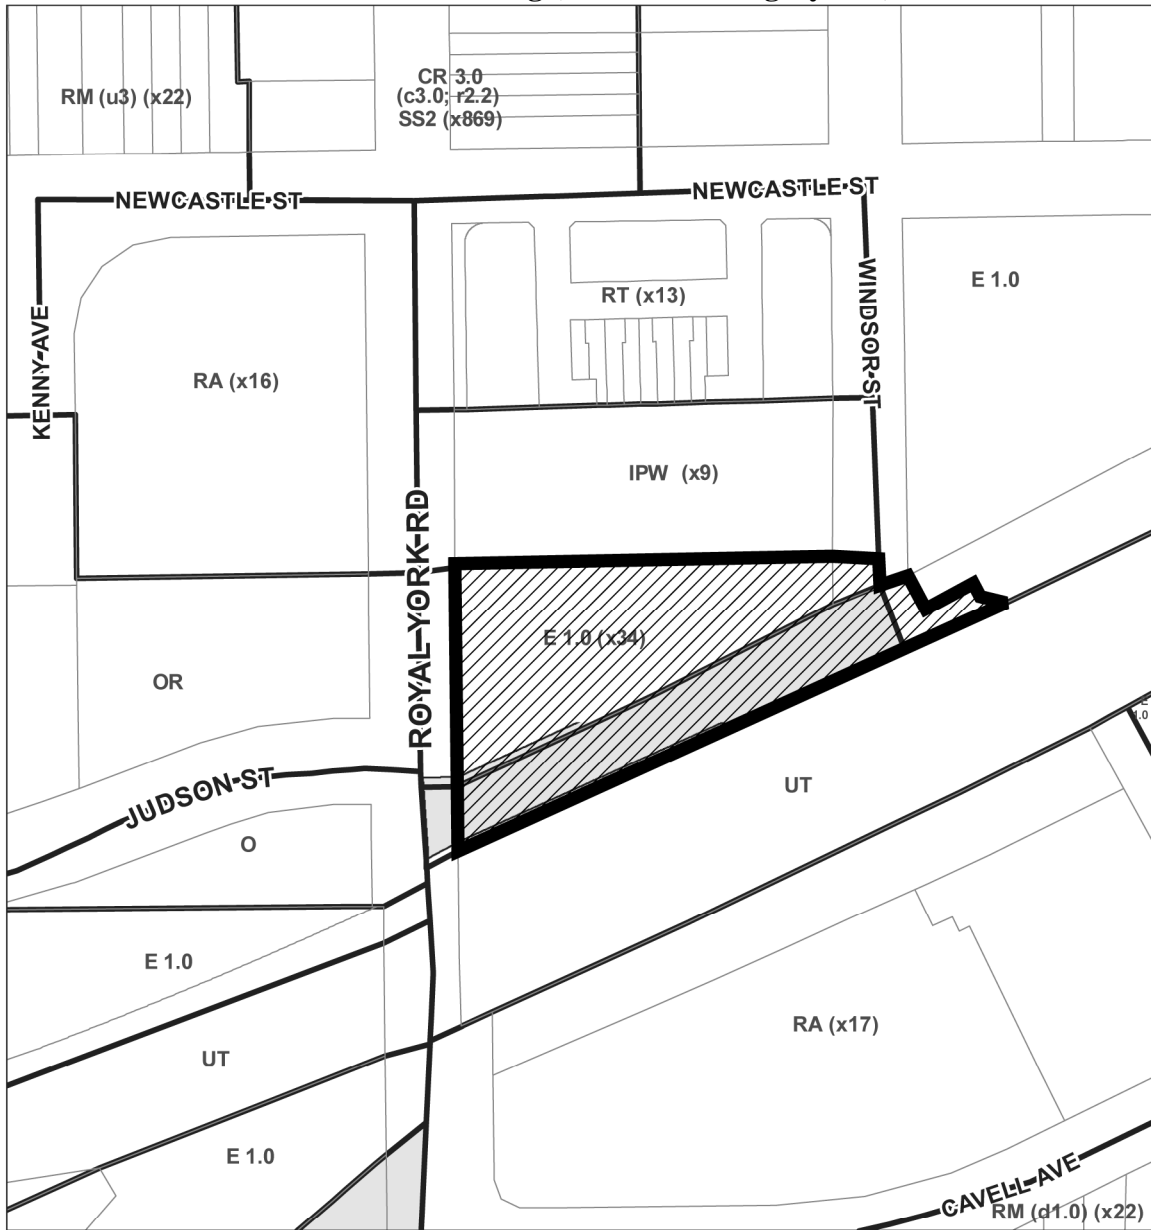 RM (u3) (x22)
CR 3.0
(c3.0; r2.2)
SS2 (x869)
NEWCASTLE ST
NEWCASTLE ST
KENNY AVE
WINDSOR ST
E 1.0
RT (x13)
RA (x16)
IPW (x9)
ROYAL YORK RD
E 1.0 (x34)
OR
E
1.0
JUDSON ST
UT
O
E 1.0
RA (x17)
UT
E 1.0
CAVELL AVE
RM (d1.0) (x22)